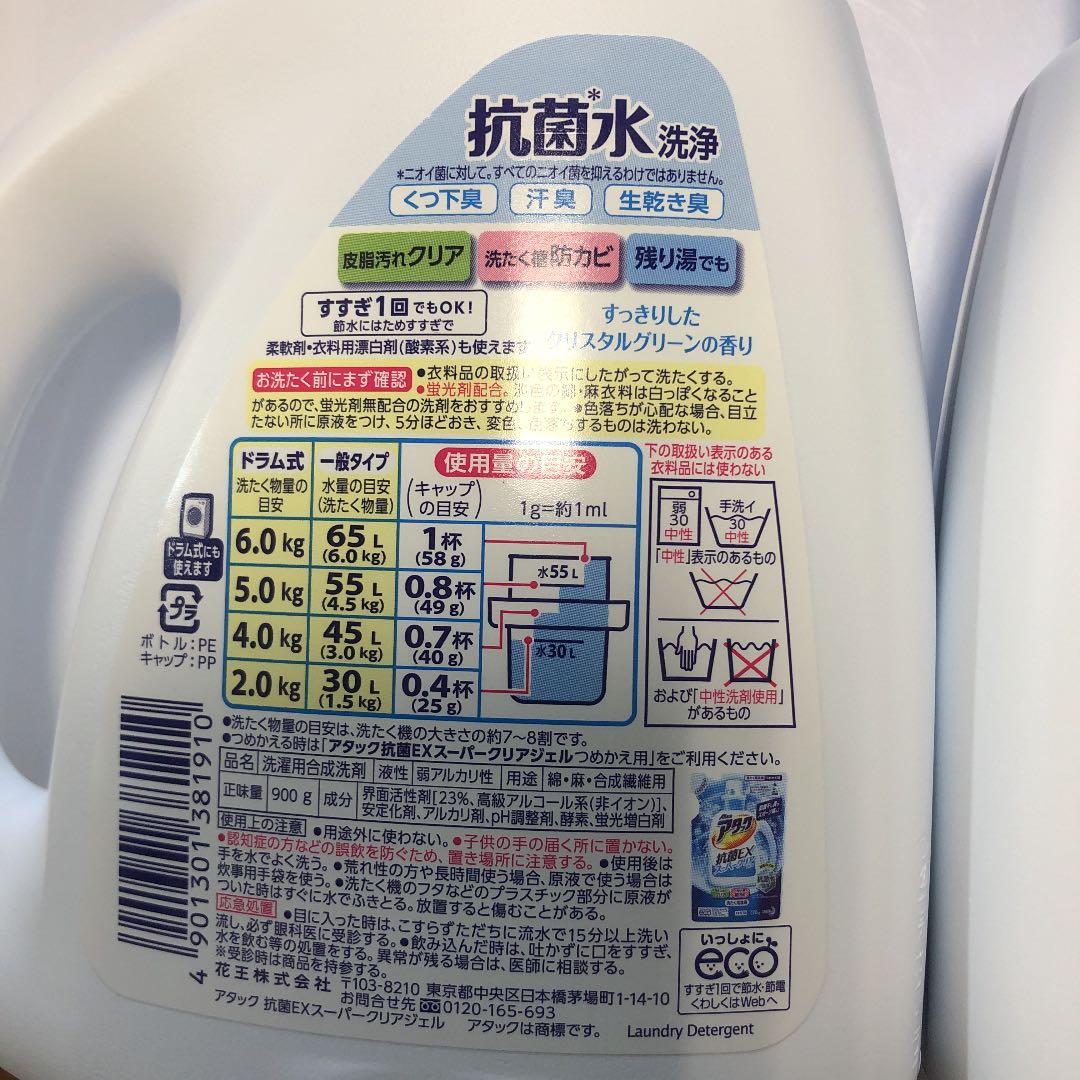 抗菌*水 洗浄
*ニオイ菌に対して。すべてのニオイ菌を抑えるわけではありません。
くつ下臭 汗臭 生乾き臭
皮脂汚れクリア 洗たく槽防カビ 残り湯でも
すすぎ1回でもOK!
節水にはためすすぎで
すっきりした
クリスタルグリーンの香り
柔軟剤・衣料用漂白剤(酸素系)も使えます
お洗たく前にまず確認 ●衣料品の取扱い表示にしたがって洗たくする。
●蛍光剤配合。淡色の綿・麻衣料は白っぽくなること
があるので、蛍光剤無配合の洗剤をおすすめします。●色落ちが心配な場合、目立
たない所に原液をつけ、5分ほどおき、変色、色落ちするものは洗わない。
ドラム式 一般タイプ 使用量の目安
洗たく物量の目安 水量の目安(洗たく物量) (キャップの目安) 1g=約1ml
6.0kg 65L (6.0kg) 1杯 (58g)
5.0kg 55L (4.5kg) 0.8杯 (49g)
4.0kg 45L (3.0kg) 0.7杯 (40g)
2.0kg 30L (1.5kg) 0.4杯 (25g)
水55L
水30L
下の取扱い表示のある
衣料品には使わない
弱 30 中性
手洗イ 30 中性
「中性」表示のあるもの
および「中性洗剤使用」
があるもの
ドラム式にも
使えます
プラ
ボトル:PE
キャップ:PP
●洗たく物量の目安は、洗たく機の大きさの約7~8割です。
●つめかえる時は「アタック抗菌EXスーパークリアジェルつめかえ用」をご利用ください。
品名 洗濯用合成洗剤 液性 弱アルカリ性 用途 綿・麻・合成繊維用
正味量 900g 成分 界面活性剤[23%、高級アルコール系(非イオン)]、
安定化剤、アルカリ剤、pH調整剤、酵素、蛍光増白剤
使用上の注意 ●用途外に使わない。●子供の手の届く所に置かない。
●認知症の方などの誤飲を防ぐため、置き場所に注意する。●使用後は
手を水でよく洗う。●荒れ性の方や長時間使う場合、原液で使う場合は
炊事用手袋を使う。●洗たく機のフタなどのプラスチック部分に原液が
ついた時はすぐに水でふきとる。放置すると傷むことがある。
応急処置 ●目に入った時は、こすらずただちに流水で15分以上洗い
流し、必ず眼科医に受診する。●飲み込んだ時は、吐かずに口をすすぎ、
水を飲む等の処置をする。異常が残る場合は、医師に相談する。
※受診時は商品を持参する。
花王株式会社 〒103-8210 東京都中央区日本橋茅場町1-14-10
お問合せ先 0120-165-693
アタック 抗菌EXスーパークリアジェル アタックは商標です。 Laundry Detergent
4 901301 381910
アタック
抗菌EX
いっしょに
eco
すすぎ1回で節水・節電
くわしくはWebへ